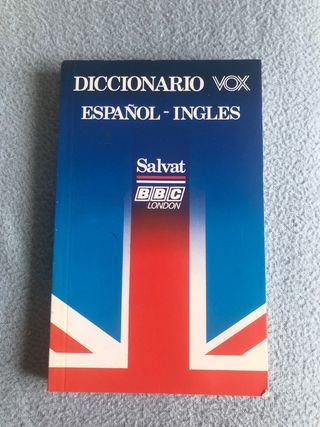 DICCIONARIO VOX
ESPAÑOL - INGLES
Salvat
BBC
LONDON